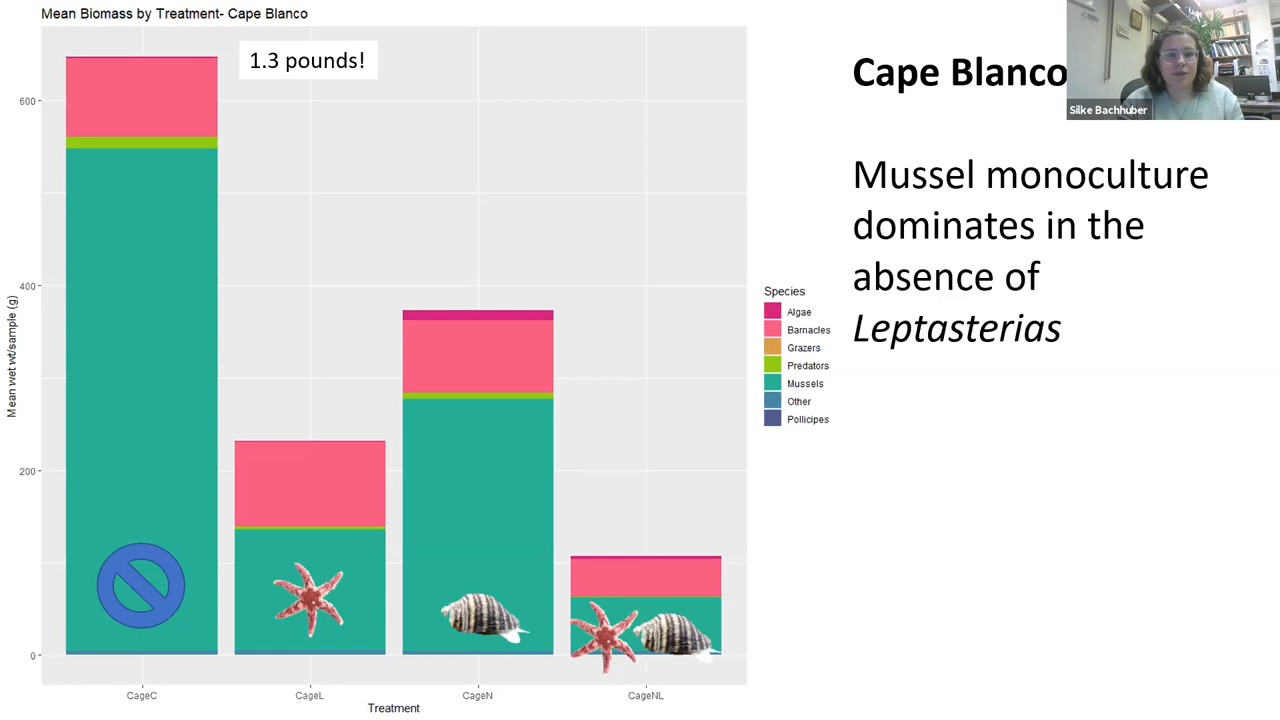 Mean Biomass by Treatment- Cape Blanco
1.3 pounds!
Mean wet wt/sample (g)
600
400
200
0
CageC
CageL
CageN
CageNL
Treatment
Species
Algae
Barnacles
Grazers
Predators
Mussels
Other
Pollicipes
Cape Blanco
Mussel monoculture
dominates in the
absence of
Leptasterias
Silke Bachhuber